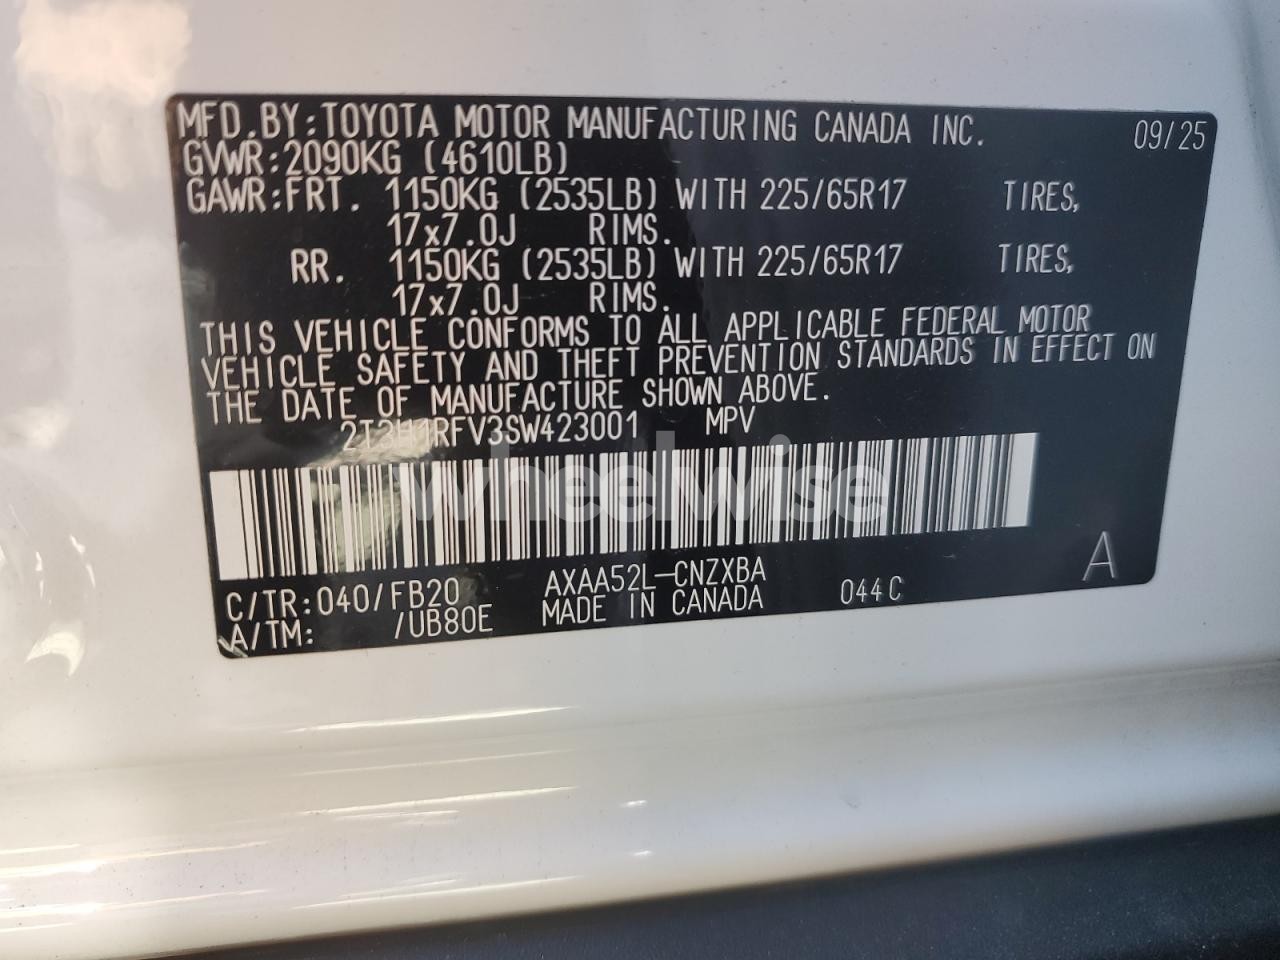 MFD.BY:TOYOTA MOTOR MANUFACTURING CANADA INC. 09/25
GVWR:2090KG (4610LB)
GAWR:FRT. 1150KG (2535LB) WITH 225/65R17 TIRES,
17x7.0J RIMS.
RR. 1150KG (2535LB) WITH 225/65R17 TIRES,
17x7.0J RIMS.
THIS VEHICLE CONFORMS TO ALL APPLICABLE FEDERAL MOTOR
VEHICLE SAFETY AND THEFT PREVENTION STANDARDS IN EFFECT ON
THE DATE OF MANUFACTURE SHOWN ABOVE.
2T3H1RFV3SW423001 MPV
wheelwise
C/TR:040/FB20 AXAA52L-CNZXBA 044C A
A/TM: /UB80E MADE IN CANADA